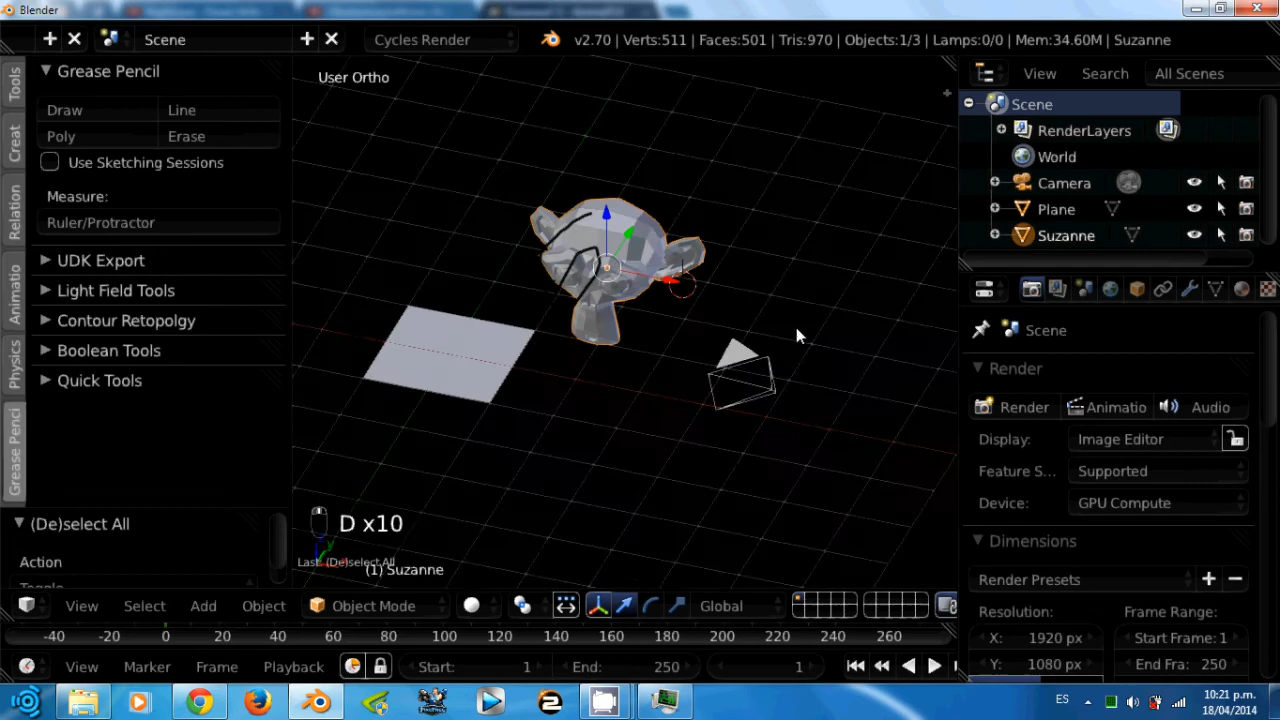 Blender
Scene
Cycles Render
v2.70 | Verts:511 | Faces:501 | Tris:970 | Objects:1/3 | Lamps:0/0 | Mem:34.60M | Suzanne
Tools
Creat
Relation
Animatio
Physics
Grease Penci
Grease Pencil
Draw
Line
Poly
Erase
Use Sketching Sessions
Measure:
Ruler/Protractor
UDK Export
Light Field Tools
Contour Retopolgy
Boolean Tools
Quick Tools
(De)select All
Action
User Ortho
D x10
Last: (De)select All
(1) Suzanne
View
Search
All Scenes
Scene
RenderLayers
World
Camera
Plane
Suzanne
Scene
Render
Render
Animatio
Audio
Display:
Image Editor
Feature S...
Supported
Device:
GPU Compute
Dimensions
Render Presets
Resolution:
Frame Range:
X: 1920 px
Start Frame: 1
Y: 1080 px
End Fra: 250
View
Select
Add
Object
Object Mode
Global
-40
-20
0
20
40
60
80
100
120
140
160
180
200
220
240
260
View
Marker
Frame
Playback
Start: 1
End: 250
1
ES
10:21 p.m.
18/04/2014